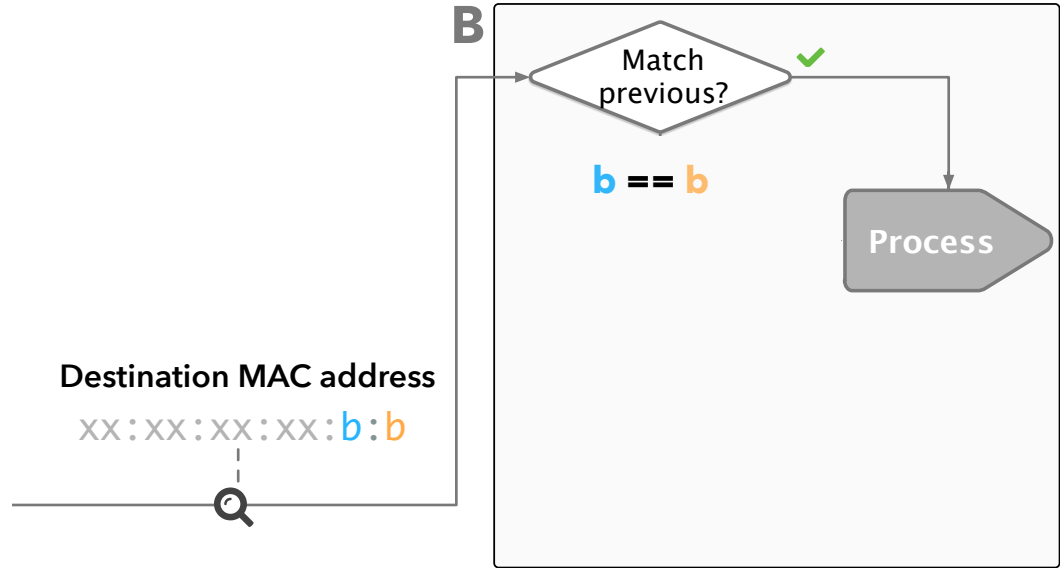 B
Match
previous?
b == b
Process
Destination MAC address
xx:xx:xx:xx:b:b